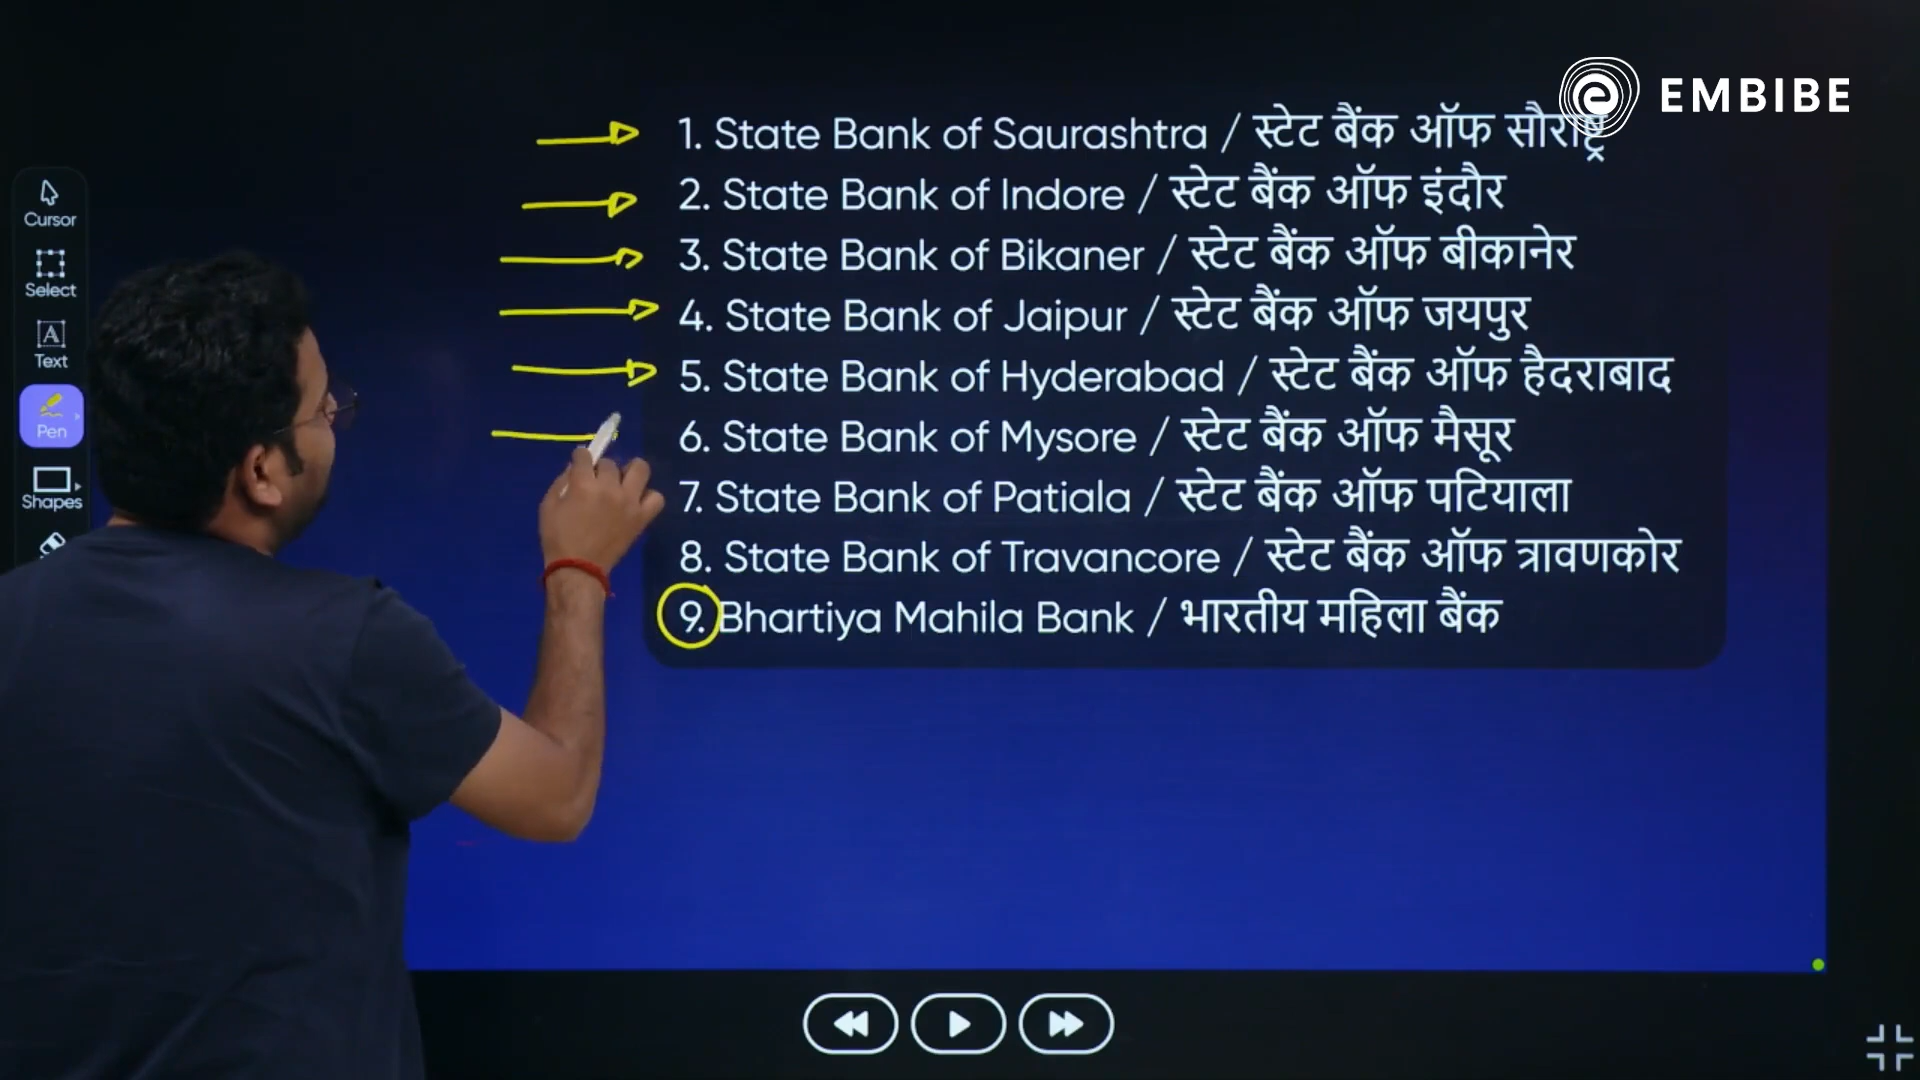 EMBIBE
1. State Bank of Saurashtra / स्टेट बैंक ऑफ सौराष्ट्र
2. State Bank of Indore / स्टेट बैंक ऑफ इंदौर
3. State Bank of Bikaner / स्टेट बैंक ऑफ बीकानेर
4. State Bank of Jaipur / स्टेट बैंक ऑफ जयपुर
5. State Bank of Hyderabad / स्टेट बैंक ऑफ हैदराबाद
6. State Bank of Mysore / स्टेट बैंक ऑफ मैसूर
7. State Bank of Patiala / स्टेट बैंक ऑफ पटियाला
8. State Bank of Travancore / स्टेट बैंक ऑफ त्रावणकोर
9. Bhartiya Mahila Bank / भारतीय महिला बैंक
Cursor
Select
A
Text
Pen
Shapes